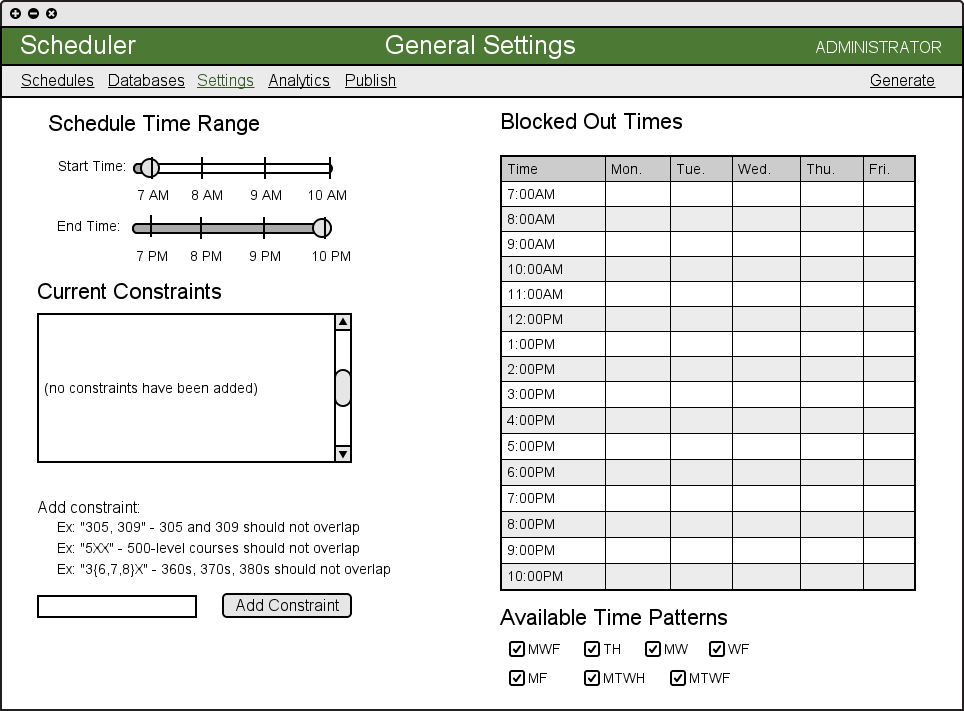 Scheduler General Settings ADMINISTRATOR
Schedules Databases Settings Analytics Publish Generate
Schedule Time Range
Start Time:
7 AM 8 AM 9 AM 10 AM
End Time:
7 PM 8 PM 9 PM 10 PM
Current Constraints
(no constraints have been added)
Add constraint:
Ex: "305, 309" - 305 and 309 should not overlap
Ex: "5XX" - 500-level courses should not overlap
Ex: "3{6,7,8}X" - 360s, 370s, 380s should not overlap
Add Constraint
Blocked Out Times
Time Mon. Tue. Wed. Thu. Fri.
7:00AM
8:00AM
9:00AM
10:00AM
11:00AM
12:00PM
1:00PM
2:00PM
3:00PM
4:00PM
5:00PM
6:00PM
7:00PM
8:00PM
9:00PM
10:00PM
Available Time Patterns
MWF TH MW WF
MF MTWH MTWF